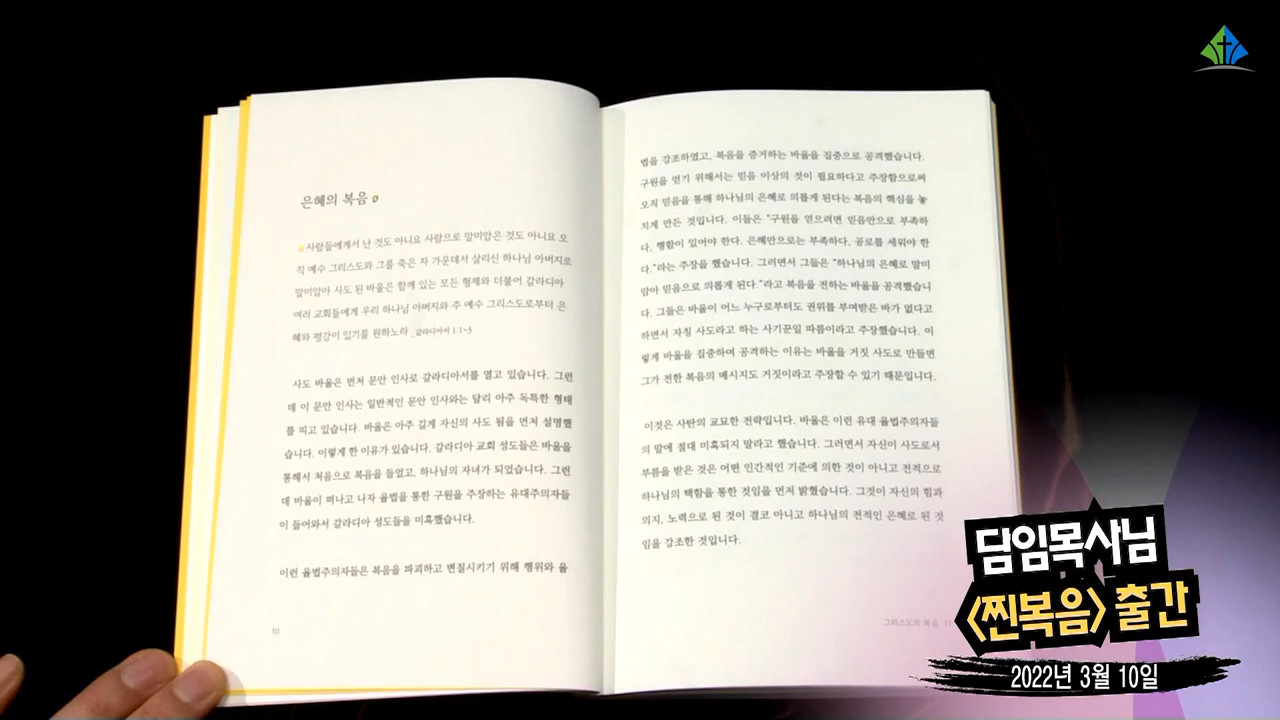 은혜의 복음
사람들에게서 난 것도 아니요 사람으로 말미암은 것도 아니요 오
직 예수 그리스도와 그를 죽은 자 가운데서 살리신 하나님 아버지로
말미암아 사도 된 바울은 함께 있는 모든 형제와 더불어 갈라디아
여러 교회들에게 우리 하나님 아버지와 주 예수 그리스도로부터 은
혜와 평강이 있기를 원하노라 _갈라디아서 1:1-3
사도 바울은 먼저 문안 인사로 갈라디아서를 열고 있습니다. 그런
데 이 문안 인사는 일반적인 문안 인사와는 달리 아주 독특한 형태
를 띠고 있습니다. 바울은 아주 길게 자신의 사도 됨을 먼저 설명했
습니다. 이렇게 한 이유가 있습니다. 갈라디아 교회 성도들은 바울을
통해서 처음으로 복음을 들었고, 하나님의 자녀가 되었습니다. 그런
데 바울이 떠나고 나자 율법을 통한 구원을 주장하는 유대주의자들
이 들어와서 갈라디아 성도들을 미혹했습니다.
이런 율법주의자들은 복음을 파괴하고 변질시키기 위해 행위와 율
10
법을 강조하였고, 복음을 증거하는 바울을 집중으로 공격했습니다.
구원을 얻기 위해서는 믿음 이상의 것이 필요하다고 주장함으로써
오직 믿음을 통해 하나님의 은혜로 의롭게 된다는 복음의 핵심을 놓
치게 만든 것입니다. 이들은 "구원을 얻으려면 믿음만으로 부족하
다. 행함이 있어야 한다. 은혜만으로는 부족하다. 공로를 세워야 한
다."라는 주장을 했습니다. 그러면서 그들은 "하나님의 은혜로 말미
암아 믿음으로 의롭게 된다."라고 복음을 전하는 바울을 공격했습니
다. 그들은 바울이 어느 누구로부터도 권위를 부여받은 바가 없다고
하면서 자칭 사도라고 하는 사기꾼일 따름이라고 주장했습니다. 이
렇게 바울을 집중하여 공격하는 이유는 바울을 거짓 사도로 만들면
그가 전한 복음의 메시지도 거짓이라고 주장할 수 있기 때문입니다.
이것은 사탄의 교묘한 전략입니다. 바울은 이런 유대 율법주의자들
의 말에 절대 미혹되지 말라고 했습니다. 그러면서 자신이 사도로서
부름을 받은 것은 어떤 인간적인 기준에 의한 것이 아니고 전적으로
하나님의 택함을 통한 것임을 먼저 밝혔습니다. 그것이 자신의 힘과
의지, 노력으로 된 것이 결코 아니고 하나님의 전적인 은혜로 된 것
임을 강조한 것입니다.
그리스도의 복음 11
담임목사님
<찐복음> 출간
2022년 3월 10일